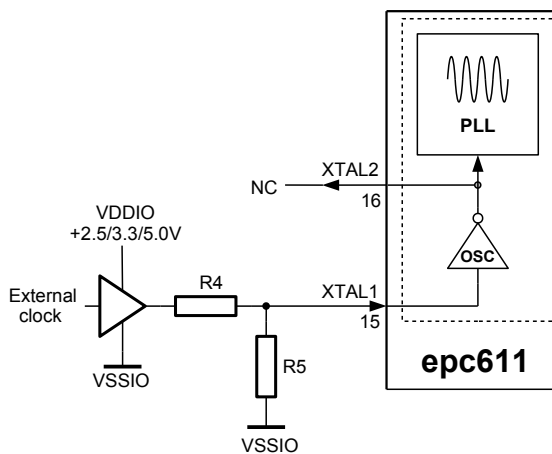 PLL
XTAL2
NC
16
VDDIO
+2.5/3.3/5.0V
OSC
R4
XTAL1
External
clock
15
VSSIO
R5
epc611
VSSIO